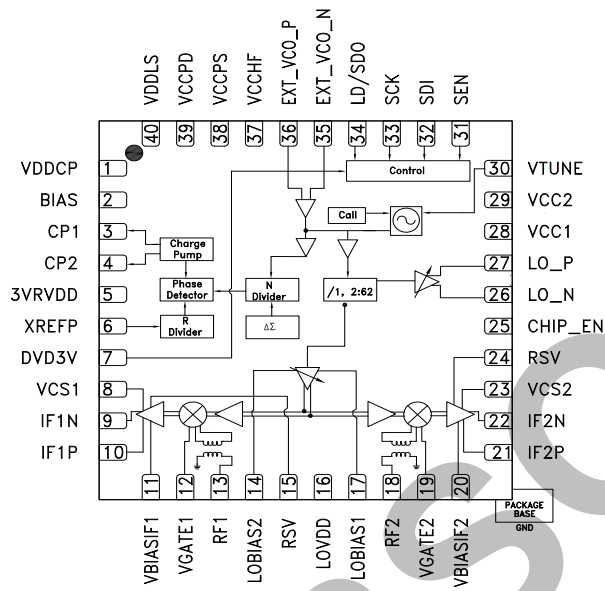 VDDLS
VCCPD
VCCPS
VCCHF
EXT_VCO_P
EXT_VCO_N
LD/SDO
SCK
SDI
SEN
40
39
38
37
36
35
34
33
32
31
VDDCP 1
BIAS 2
CP1 3
CP2 4
3VRVDD 5
XREFP 6
DVD3V 7
VCS1 8
IF1N 9
IF1P 10
Control
Call
Charge
Pump
Phase
Detector
R
Divider
N
Divider
ΔΣ
/1, 2:62
30 VTUNE
29 VCC2
28 VCC1
27 LO_P
26 LO_N
25 CHIP_EN
24 RSV
23 VCS2
22 IF2N
21 IF2P
11
12
13
14
15
16
17
18
19
20
VBIASIF1
VGATE1
RF1
LOBIAS2
RSV
LOVDD
LOBIAS1
RF2
VGATE2
VBIASIF2
PACKAGE
BASE
GND